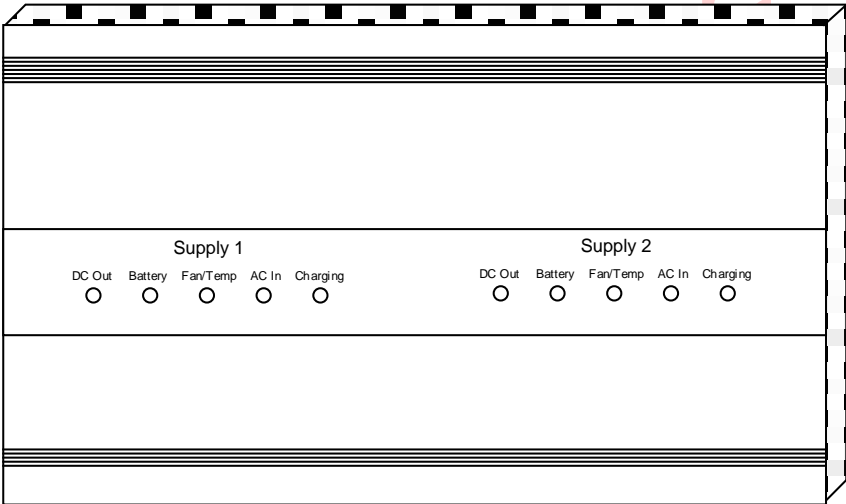 Supply 1
DC Out Battery Fan/Temp AC In Charging
Supply 2
DC Out Battery Fan/Temp AC In Charging